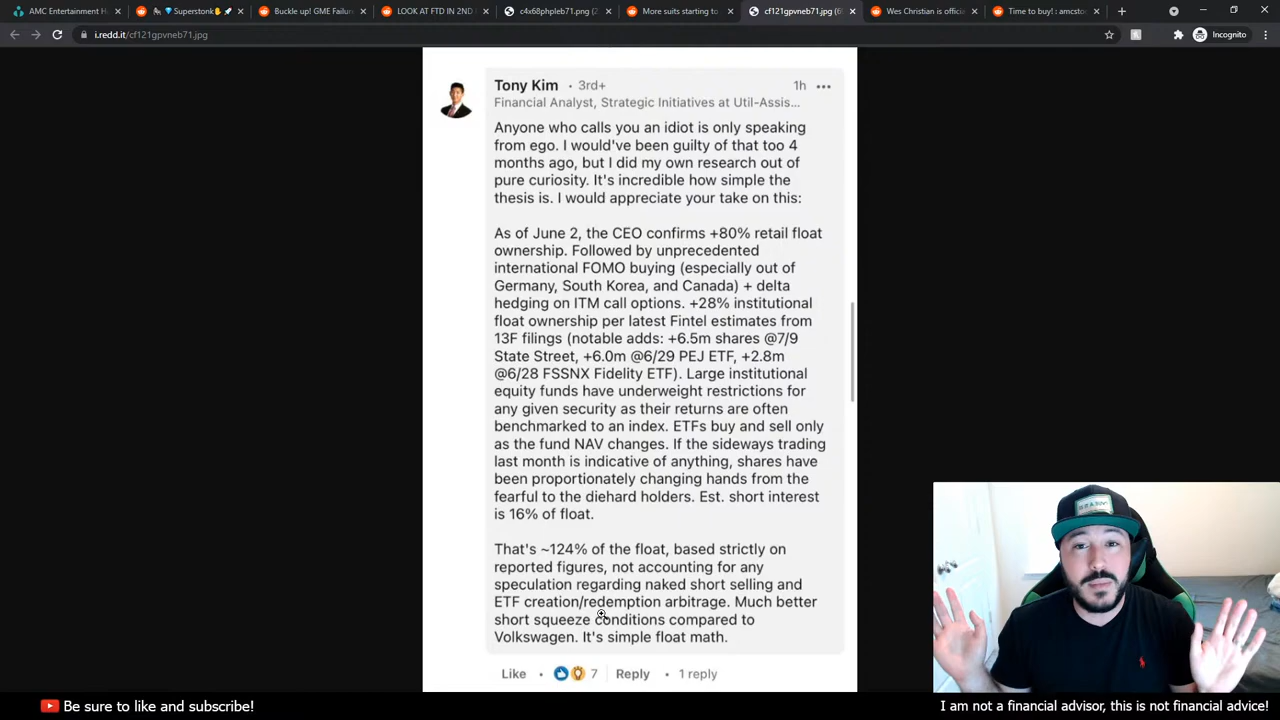 AMC Entertainment H
Superstonk
Buckle up! GME Failur
LOOK AT FTD IN 2ND
c4x68phpleb71.png (2
More suits starting to
cf121gpvneb71.jpg (6
Wes Christian is offici
Time to buy! : amcsto
i.redd.it/cf121gpvneb71.jpg
Incognito
Tony Kim · 3rd+
1h
Financial Analyst, Strategic Initiatives at Util-Assis...
Anyone who calls you an idiot is only speaking
from ego. I would've been guilty of that too 4
months ago, but I did my own research out of
pure curiosity. It's incredible how simple the
thesis is. I would appreciate your take on this:
As of June 2, the CEO confirms +80% retail float
ownership. Followed by unprecedented
international FOMO buying (especially out of
Germany, South Korea, and Canada) + delta
hedging on ITM call options. +28% institutional
float ownership per latest Fintel estimates from
13F filings (notable adds: +6.5m shares @7/9
State Street, +6.0m @6/29 PEJ ETF, +2.8m
@6/28 FSSNX Fidelity ETF). Large institutional
equity funds have underweight restrictions for
any given security as their returns are often
benchmarked to an index. ETFs buy and sell only
as the fund NAV changes. If the sideways trading
last month is indicative of anything, shares have
been proportionately changing hands from the
fearful to the diehard holders. Est. short interest
is 16% of float.
That's ~124% of the float, based strictly on
reported figures, not accounting for any
speculation regarding naked short selling and
ETF creation/redemption arbitrage. Much better
short squeeze conditions compared to
Volkswagen. It's simple float math.
Like
7
Reply
1 reply
Be sure to like and subscribe!
I am not a financial advisor, this is not financial advice!